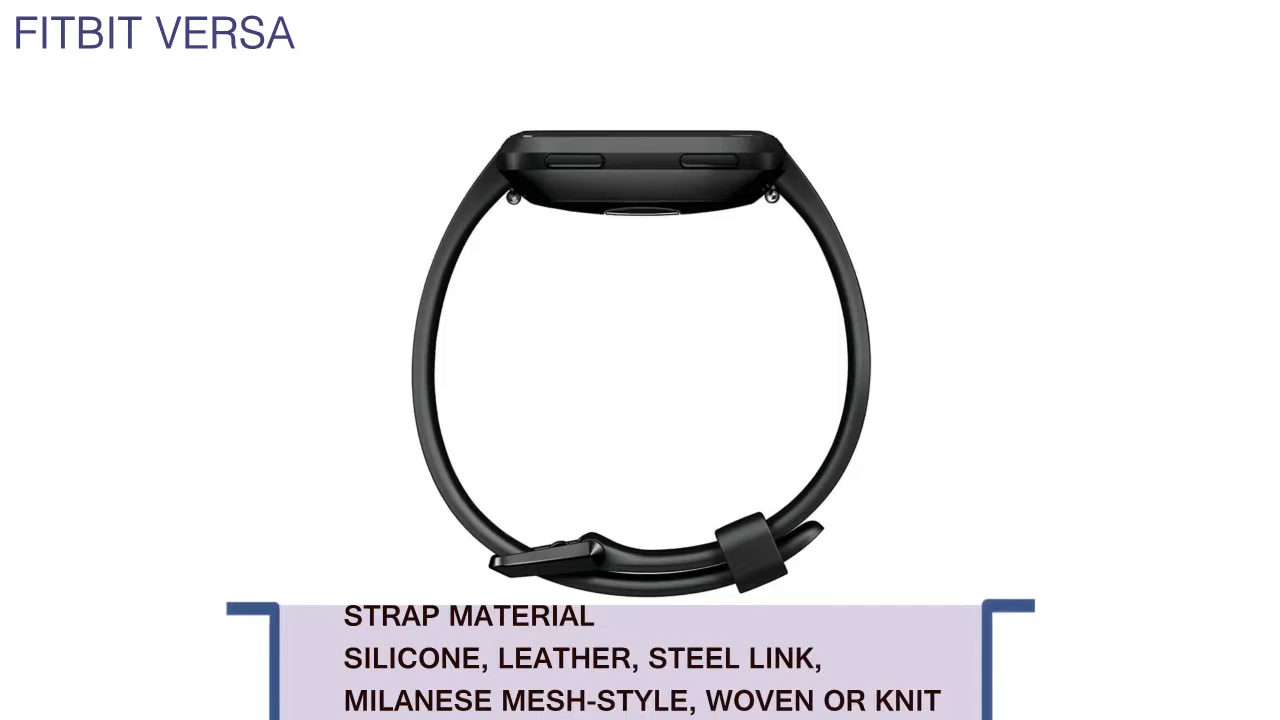 FITBIT VERSA
STRAP MATERIAL
SILICONE, LEATHER, STEEL LINK,
MILANESE MESH-STYLE, WOVEN OR KNIT